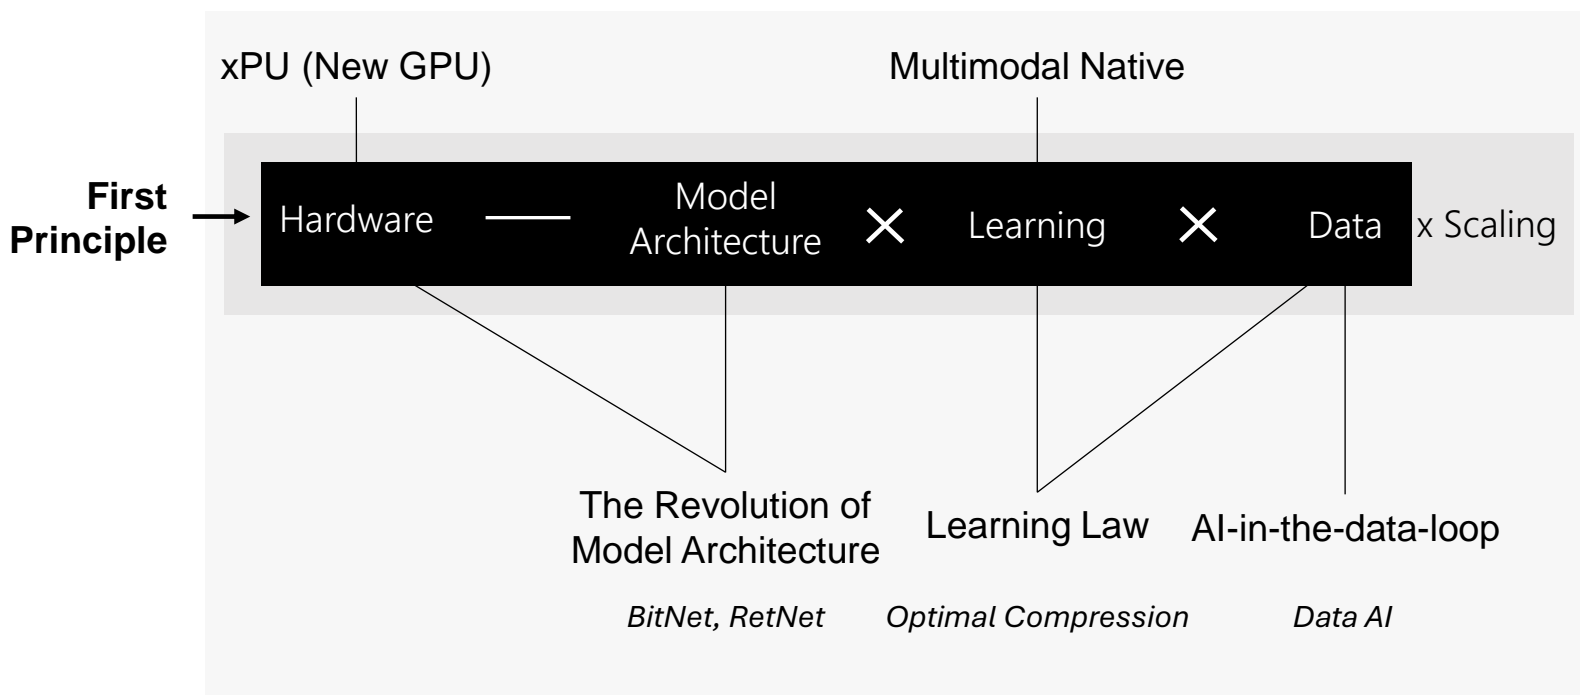 xPU (New GPU)
Multimodal Native
First
Principle
Hardware
Model
Architecture
Learning
Data
x Scaling
The Revolution of
Model Architecture
Learning Law
AI-in-the-data-loop
BitNet, RetNet
Optimal Compression
Data AI